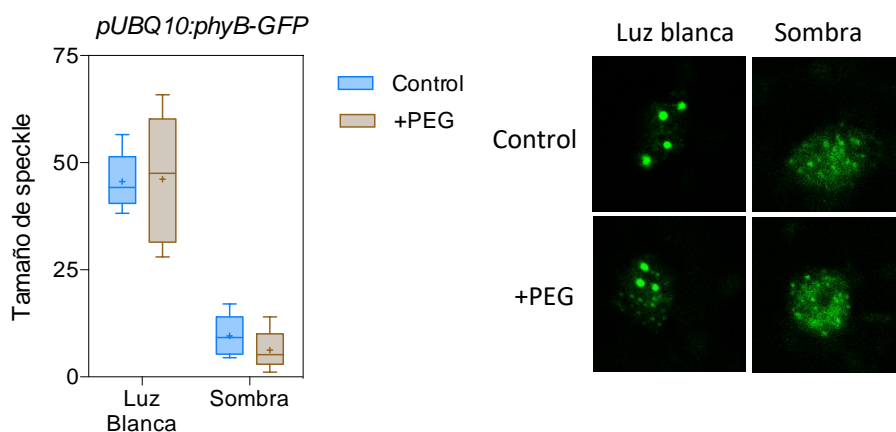 pUBQ10:phyB-GFP
Tamaño de speckle
75
50
25
0
Luz
Blanca
Sombra
Control
+PEG
Luz blanca
Sombra
Control
+PEG